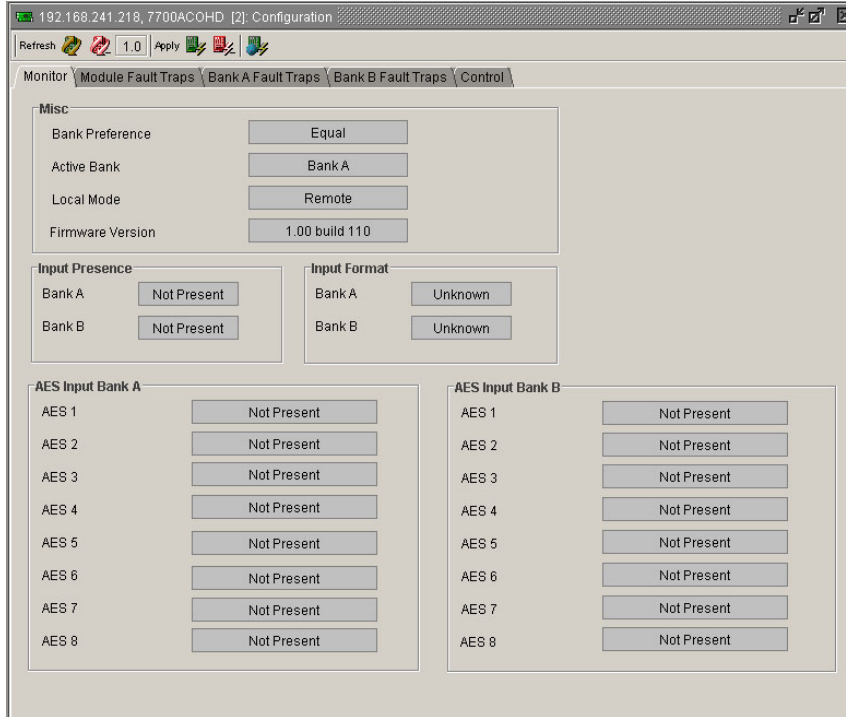 192.168.241.218, 7700ACOHD [2]: Configuration
Refresh 1.0 Apply
Monitor Module Fault Traps Bank A Fault Traps Bank B Fault Traps Control
Misc
Bank Preference Equal
Active Bank Bank A
Local Mode Remote
Firmware Version 1.00 build 110
Input Presence
Bank A Not Present
Bank B Not Present
Input Format
Bank A Unknown
Bank B Unknown
AES Input Bank A
AES 1 Not Present
AES 2 Not Present
AES 3 Not Present
AES 4 Not Present
AES 5 Not Present
AES 6 Not Present
AES 7 Not Present
AES 8 Not Present
AES Input Bank B
AES 1 Not Present
AES 2 Not Present
AES 3 Not Present
AES 4 Not Present
AES 5 Not Present
AES 6 Not Present
AES 7 Not Present
AES 8 Not Present